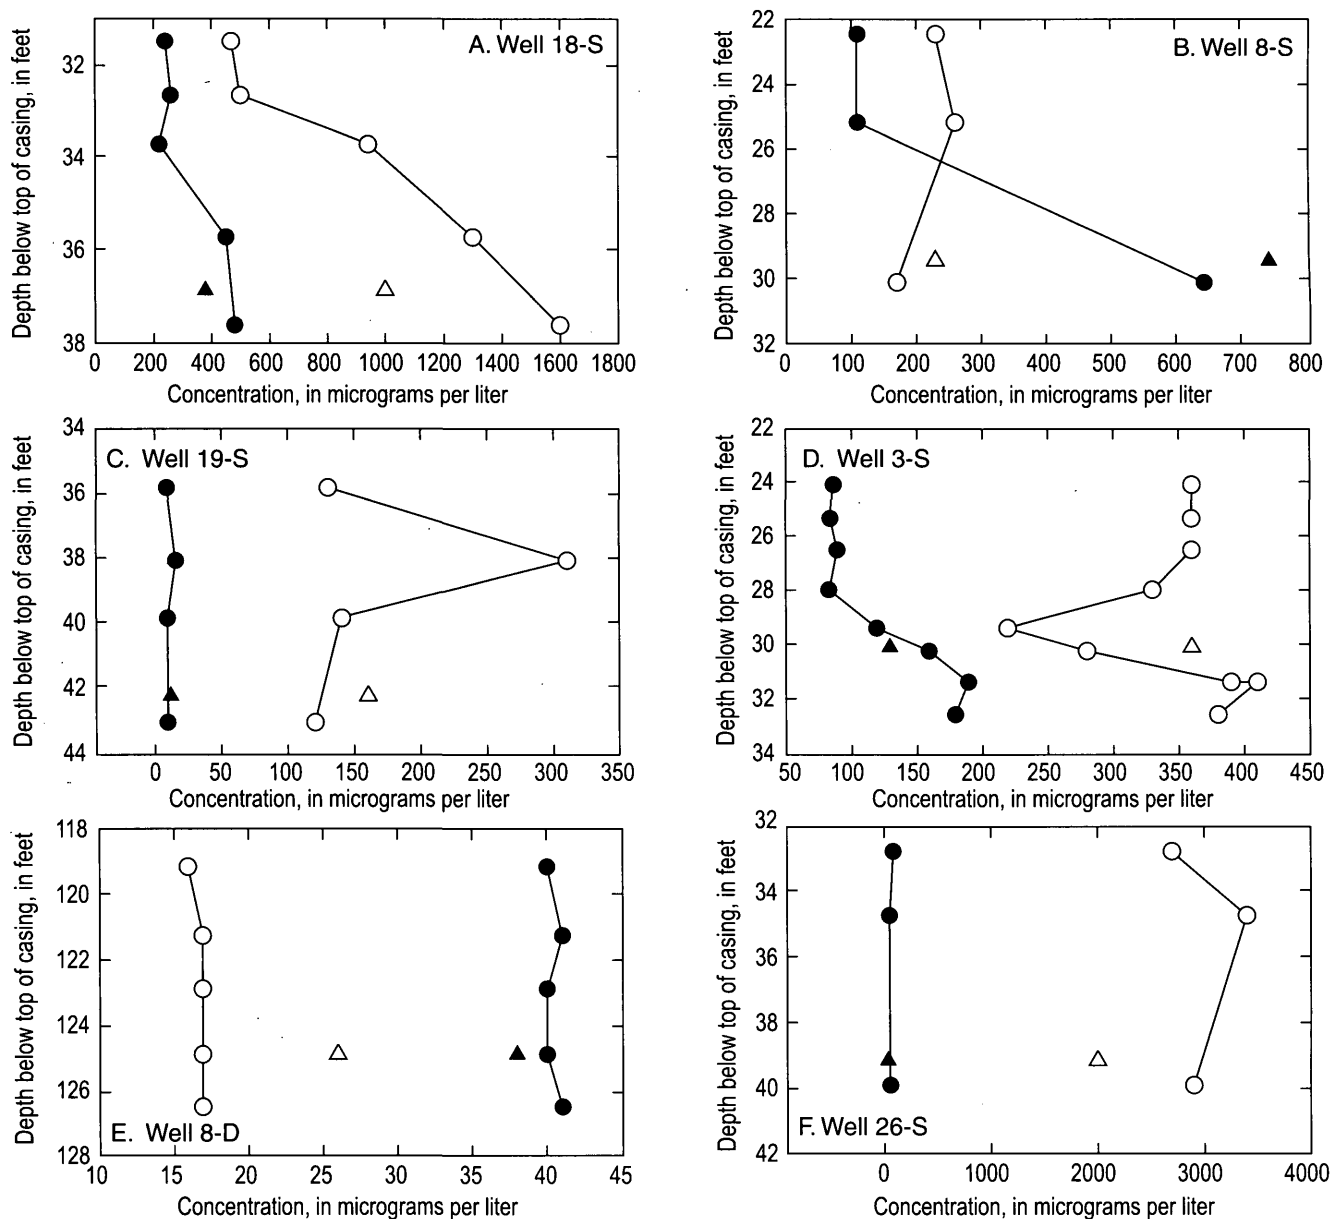 A. Well 18-S
Depth below top of casing, in feet
32
34
36
38
0 200 400 600 800 1000 1200 1400 1600 1800
Concentration, in micrograms per liter
B. Well 8-S
Depth below top of casing, in feet
22
24
26
28
30
32
0 100 200 300 400 500 600 700 800
Concentration, in micrograms per liter
C. Well 19-S
Depth below top of casing, in feet
34
36
38
40
42
44
0 50 100 150 200 250 300 350
Concentration, in micrograms per liter
D. Well 3-S
Depth below top of casing, in feet
22
24
26
28
30
32
34
50 100 150 200 250 300 350 400 450
Concentration, in micrograms per liter
E. Well 8-D
Depth below top of casing, in feet
118
120
122
124
126
128
10 15 20 25 30 35 40 45
Concentration, in micrograms per liter
F. Well 26-S
Depth below top of casing, in feet
32
34
36
38
40
42
0 1000 2000 3000 4000
Concentration, in micrograms per liter